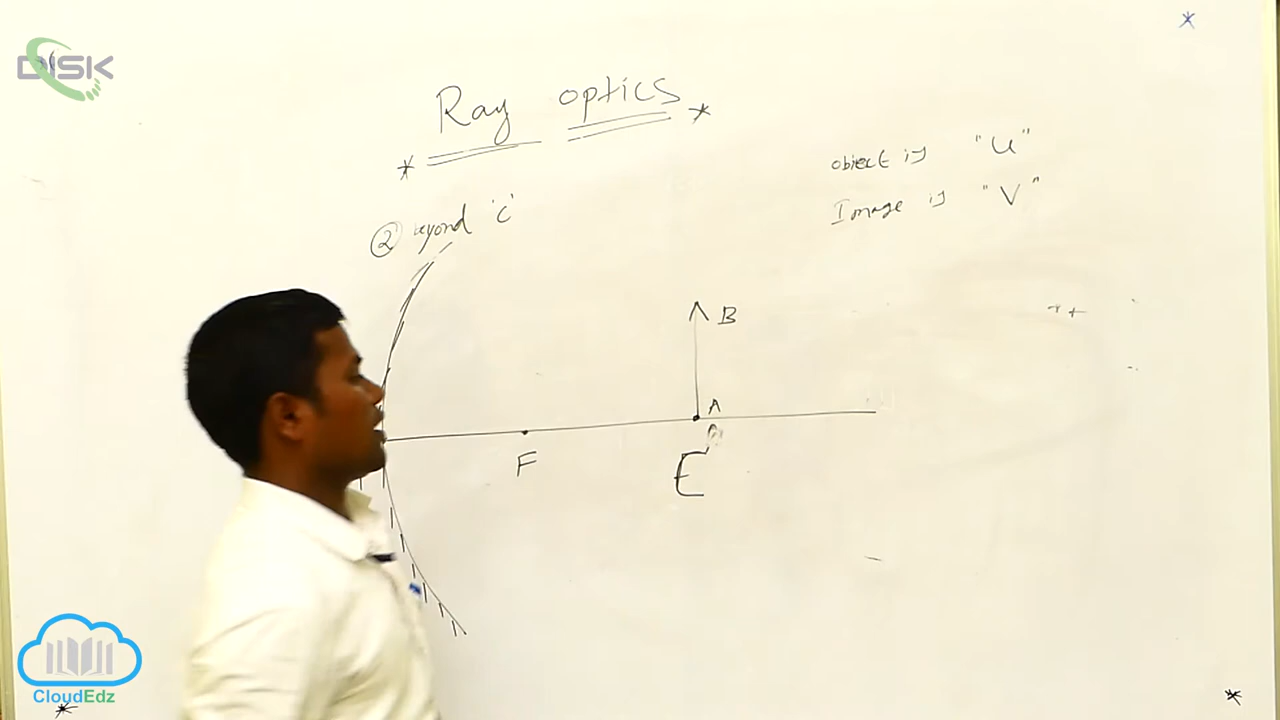 DISK
Ray optics
object is "u"
Image is "V"
② beyond 'C'
B
A
F
C
CloudEdz